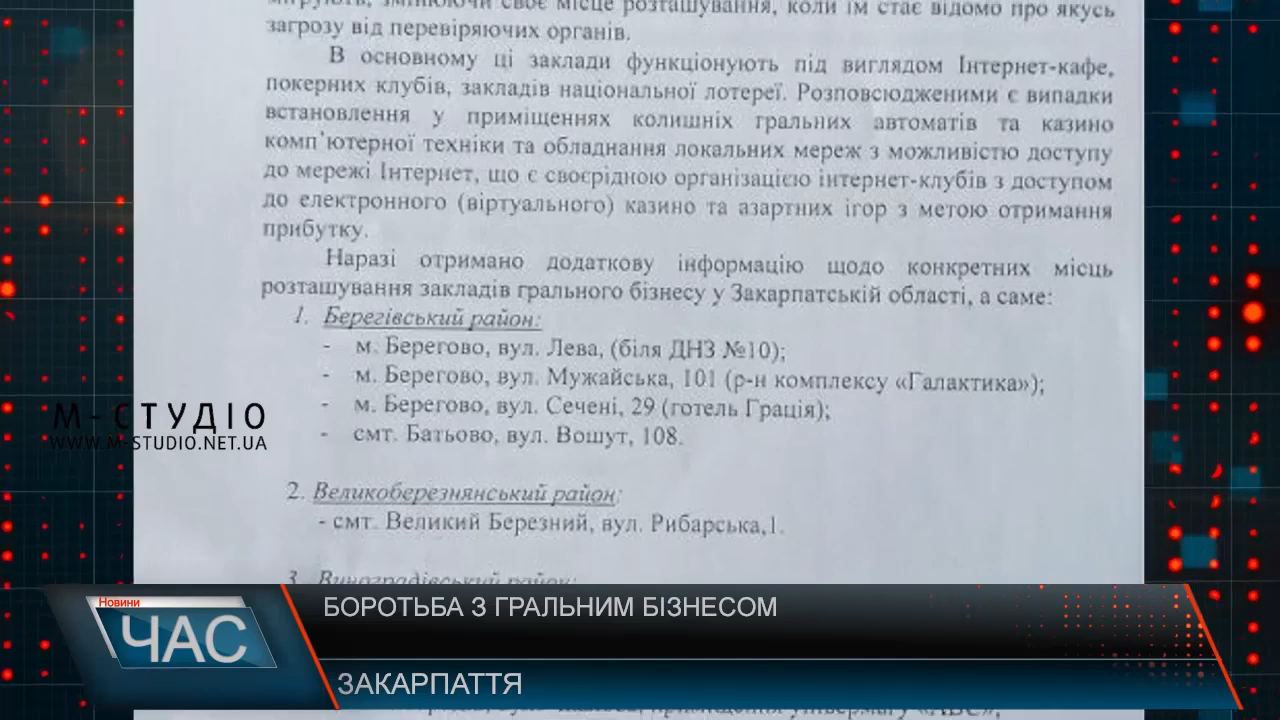 мігрують, змінюючи своє місце розташування, коли їм стає відомо про якусь
загрозу від перевіряючих органів.
В основному ці заклади функціонують під виглядом Інтернет-кафе,
покерних клубів, закладів національної лотереї. Розповсюдженими є випадки
встановлення у приміщеннях колишніх гральних автоматів та казино
комп'ютерної техніки та обладнання локальних мереж з можливістю доступу
до мережі Інтернет, що є своєрідною організацією інтернет-клубів з доступом
до електронного (віртуального) казино та азартних ігор з метою отримання
прибутку.
Наразі отримано додаткову інформацію щодо конкретних місць
розташування закладів грального бізнесу у Закарпатській області, а саме:
1. Берегівський район:
- м. Берегово, вул. Лева, (біля ДНЗ №10);
- м. Берегово, вул. Мужайська, 101 (р-н комплексу «Галактика»);
- м. Берегово, вул. Сечені, 29 (готель Грація);
- смт. Батьово, вул. Вошут, 108.
М-СТУДІО
WWW.M-STUDIO.NET.UA
2. Великоберезнянський район:
- смт. Великий Березний, вул. Рибарська,1.
3. Виноградівський район:
Новини
ЧАС
БОРОТЬБА З ГРАЛЬНИМ БІЗНЕСОМ
ЗАКАРПАТТЯ